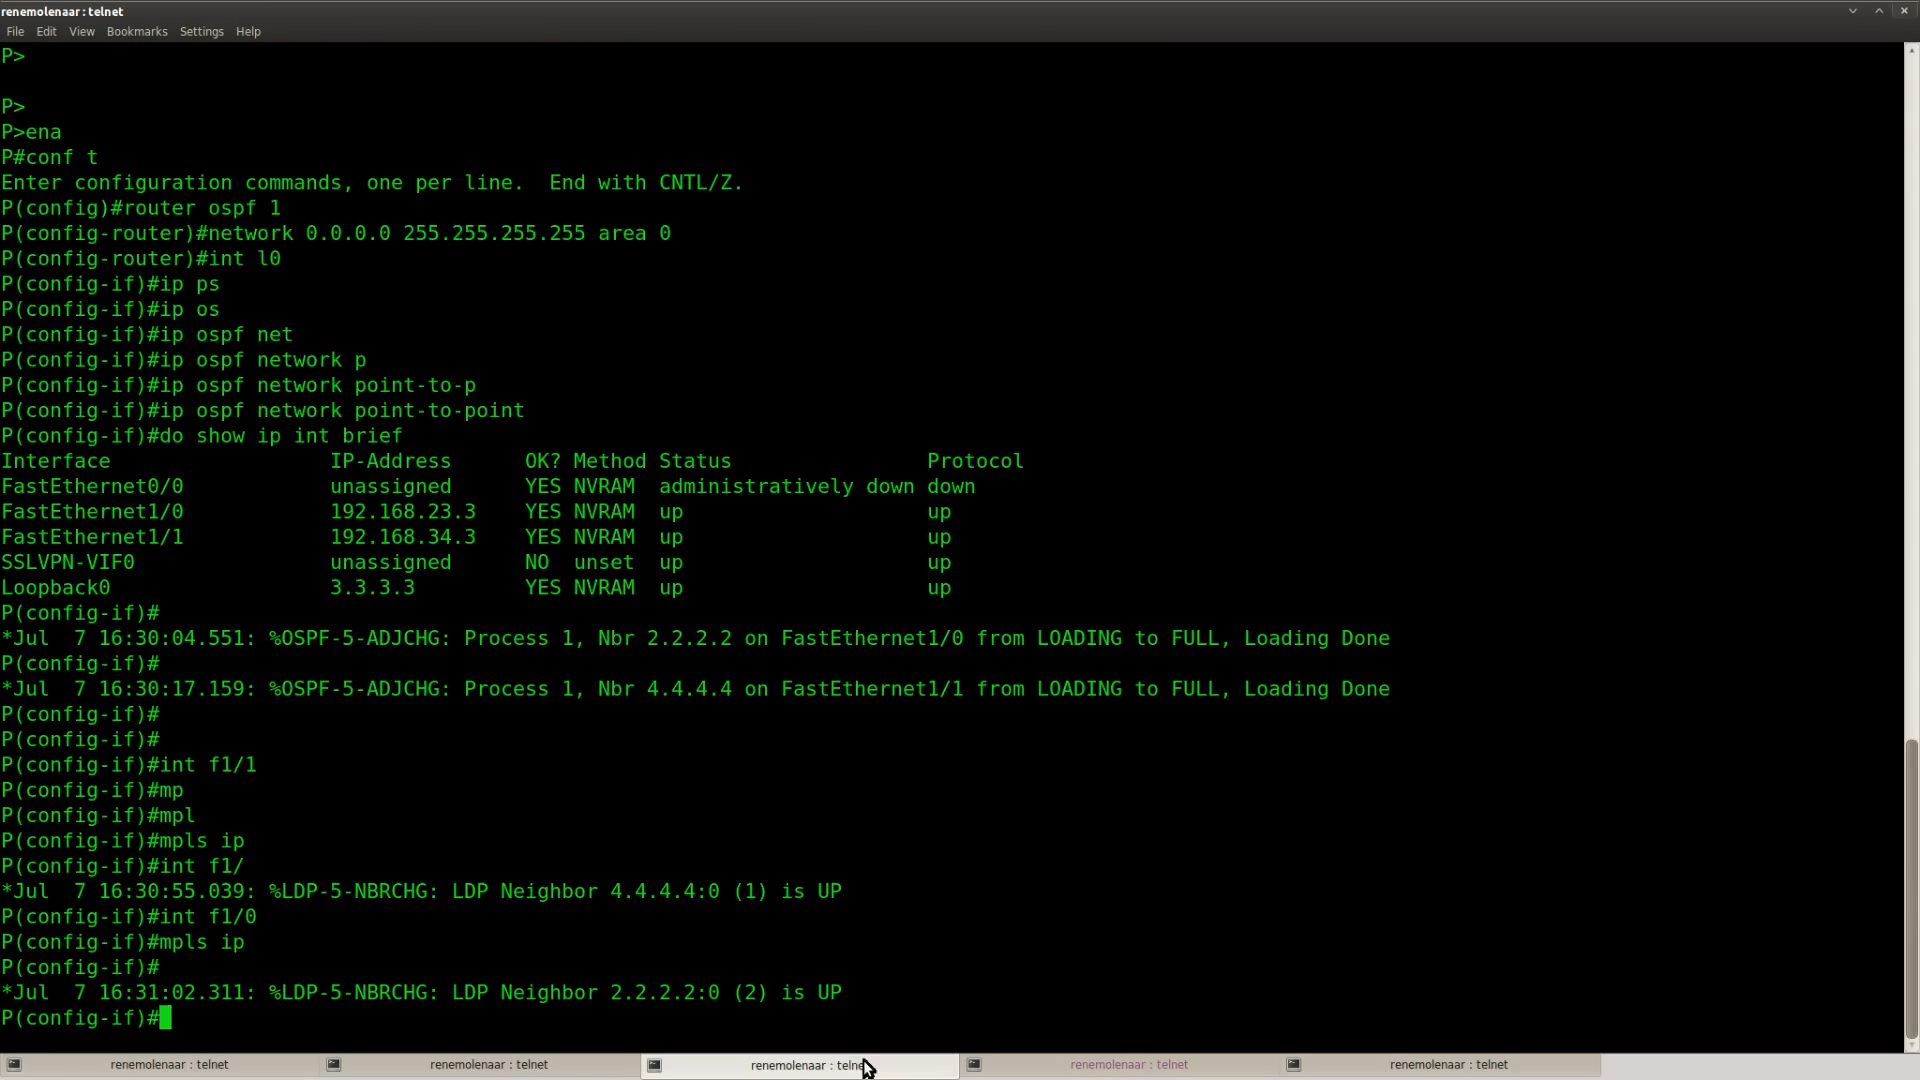 renemolenaar : telnet
File Edit View Bookmarks Settings Help
P>
P>
P>ena
P#conf t
Enter configuration commands, one per line.  End with CNTL/Z.
P(config)#router ospf 1
P(config-router)#network 0.0.0.0 255.255.255.255 area 0
P(config-router)#int l0
P(config-if)#ip ps
P(config-if)#ip os
P(config-if)#ip ospf net
P(config-if)#ip ospf network p
P(config-if)#ip ospf network point-to-p
P(config-if)#ip ospf network point-to-point
P(config-if)#do show ip int brief
Interface                  IP-Address      OK? Method Status                Protocol
FastEthernet0/0            unassigned      YES NVRAM  administratively down down
FastEthernet1/0            192.168.23.3    YES NVRAM  up                    up
FastEthernet1/1            192.168.34.3    YES NVRAM  up                    up
SSLVPN-VIF0                unassigned      NO  unset  up                    up
Loopback0                  3.3.3.3         YES NVRAM  up                    up
P(config-if)#
*Jul  7 16:30:04.551: %OSPF-5-ADJCHG: Process 1, Nbr 2.2.2.2 on FastEthernet1/0 from LOADING to FULL, Loading Done
P(config-if)#
*Jul  7 16:30:17.159: %OSPF-5-ADJCHG: Process 1, Nbr 4.4.4.4 on FastEthernet1/1 from LOADING to FULL, Loading Done
P(config-if)#
P(config-if)#
P(config-if)#int f1/1
P(config-if)#mp
P(config-if)#mpl
P(config-if)#mpls ip
P(config-if)#int f1/
*Jul  7 16:30:55.039: %LDP-5-NBRCHG: LDP Neighbor 4.4.4.4:0 (1) is UP
P(config-if)#int f1/0
P(config-if)#mpls ip
P(config-if)#
*Jul  7 16:31:02.311: %LDP-5-NBRCHG: LDP Neighbor 2.2.2.2:0 (2) is UP
P(config-if)#
renemolenaar : telnet renemolenaar : telnet renemolenaar : telnet renemolenaar : telnet renemolenaar : telnet